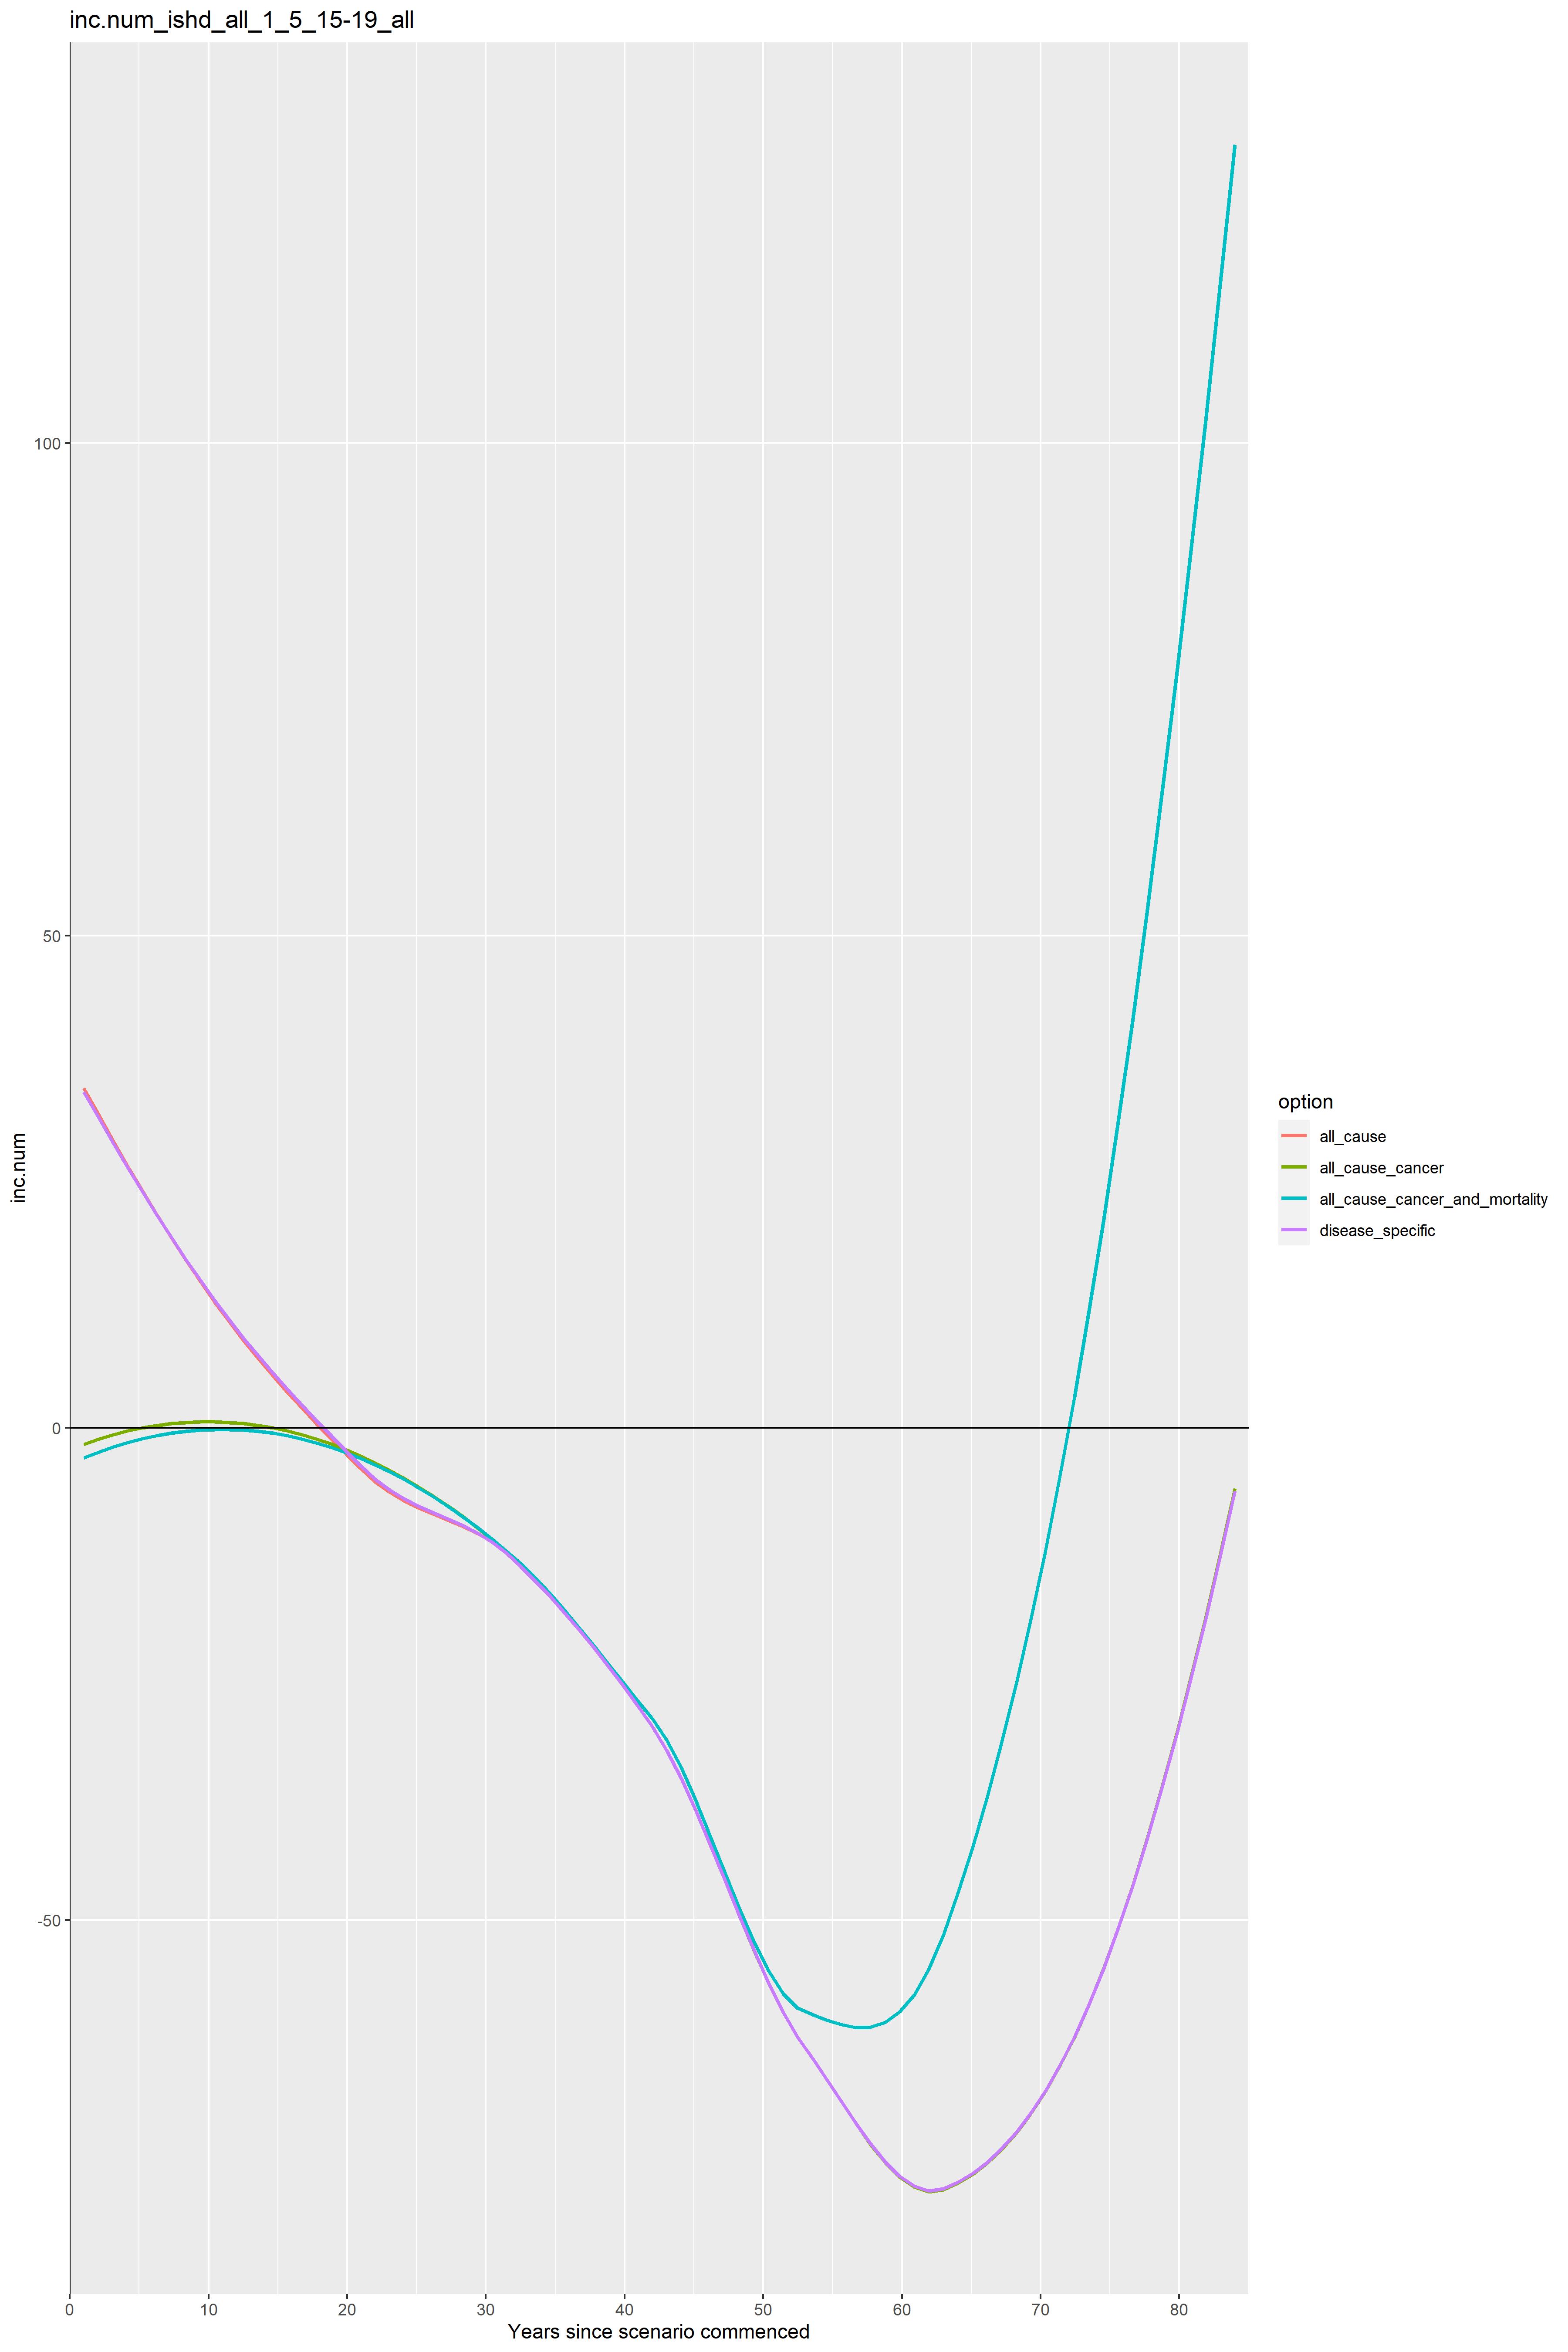 inc.num_ishd_all_1_5_15-19_all
100
50
0
-50
inc.num
0 10 20 30 40 50 60 70 80
Years since scenario commenced
option
all_cause
all_cause_cancer
all_cause_cancer_and_mortality
disease_specific